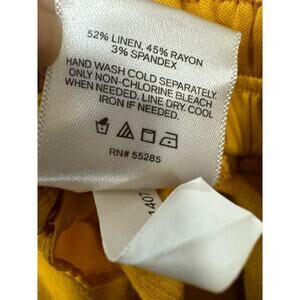 52% LINEN, 45% RAYON
3% SPANDEX
HAND WASH COLD SEPARATELY.
ONLY NON-CHLORINE BLEACH
WHEN NEEDED. LINE DRY. COOL
IRON IF NEEDED.
RN# 55285
1407